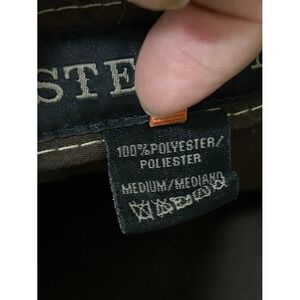 STE
100%POLYESTER/
POLIESTER
MEDIUM/MEDIANO